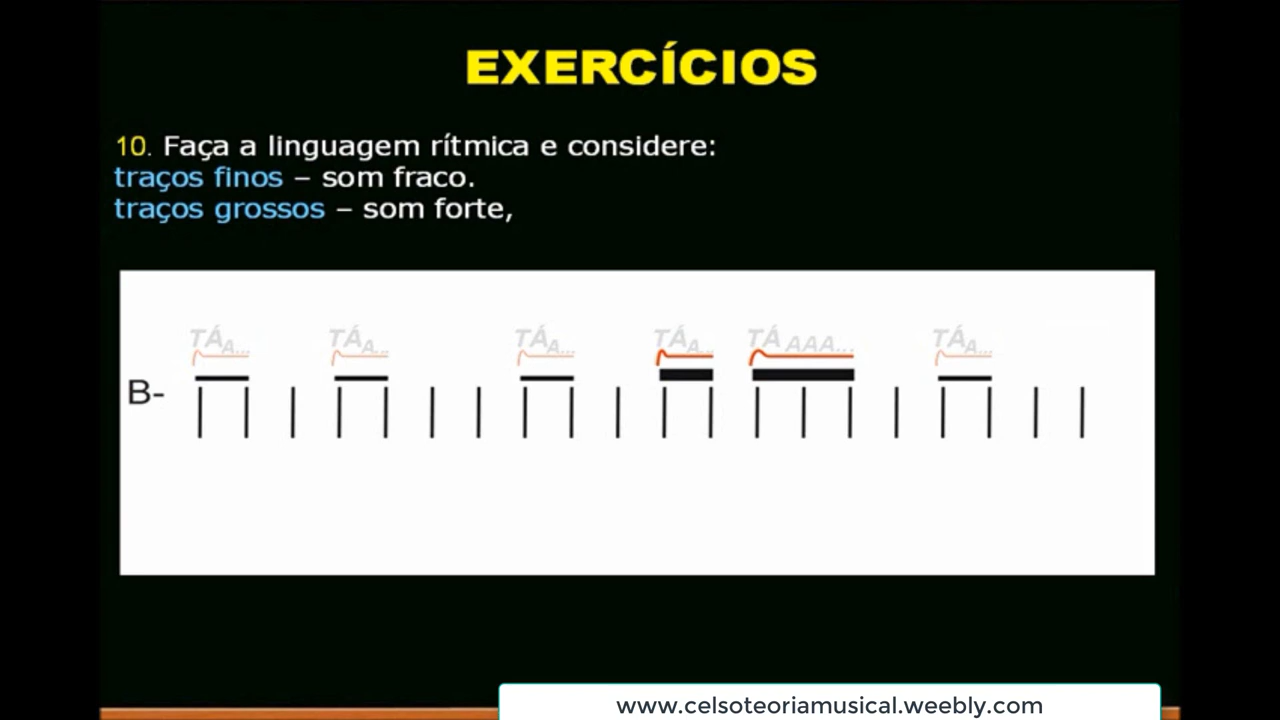 EXERCÍCIOS
10. Faça a linguagem rítmica e considere:
traços finos – som fraco.
traços grossos – som forte,
TÁA... TÁA... TÁA... TÁA... TÁ AAA... TÁA...
B-
www.celsoteoriamusical.weebly.com